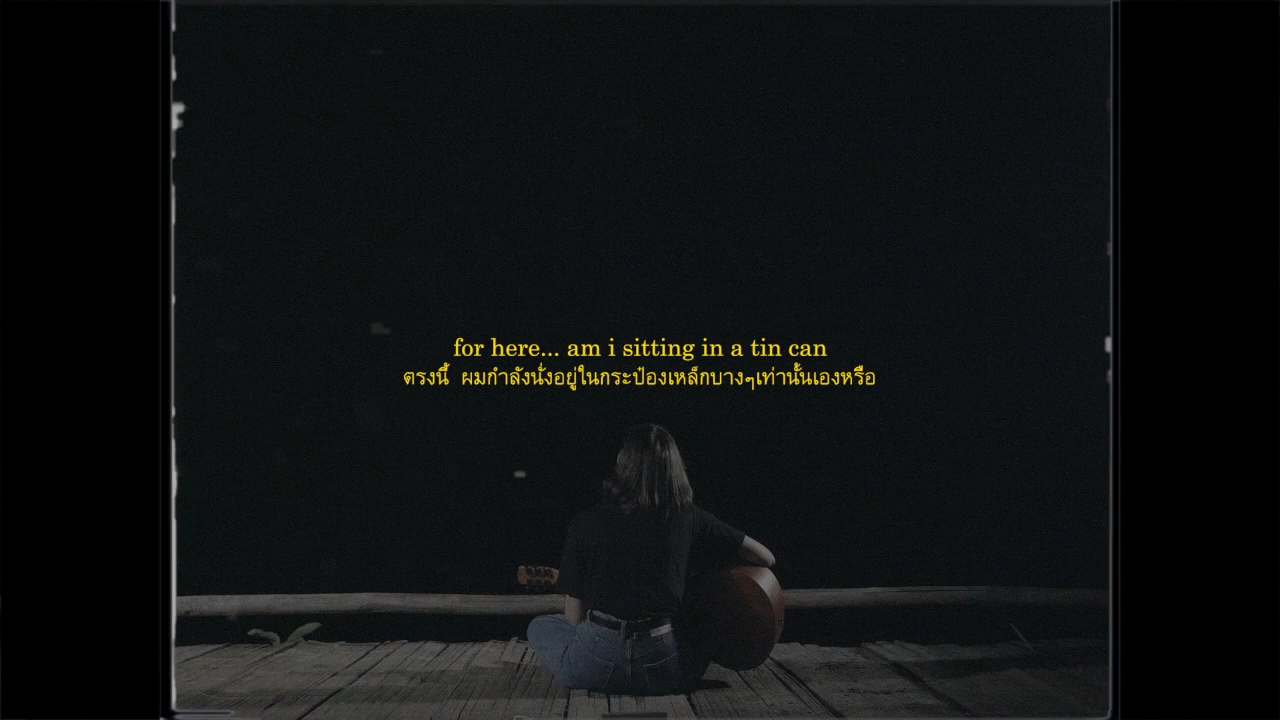 for here... am i sitting in a tin can
ตรงนี้ ผมกำลังนั่งอยู่ในกระป๋องเหล็กบางๆเท่านั้นเองหรือ